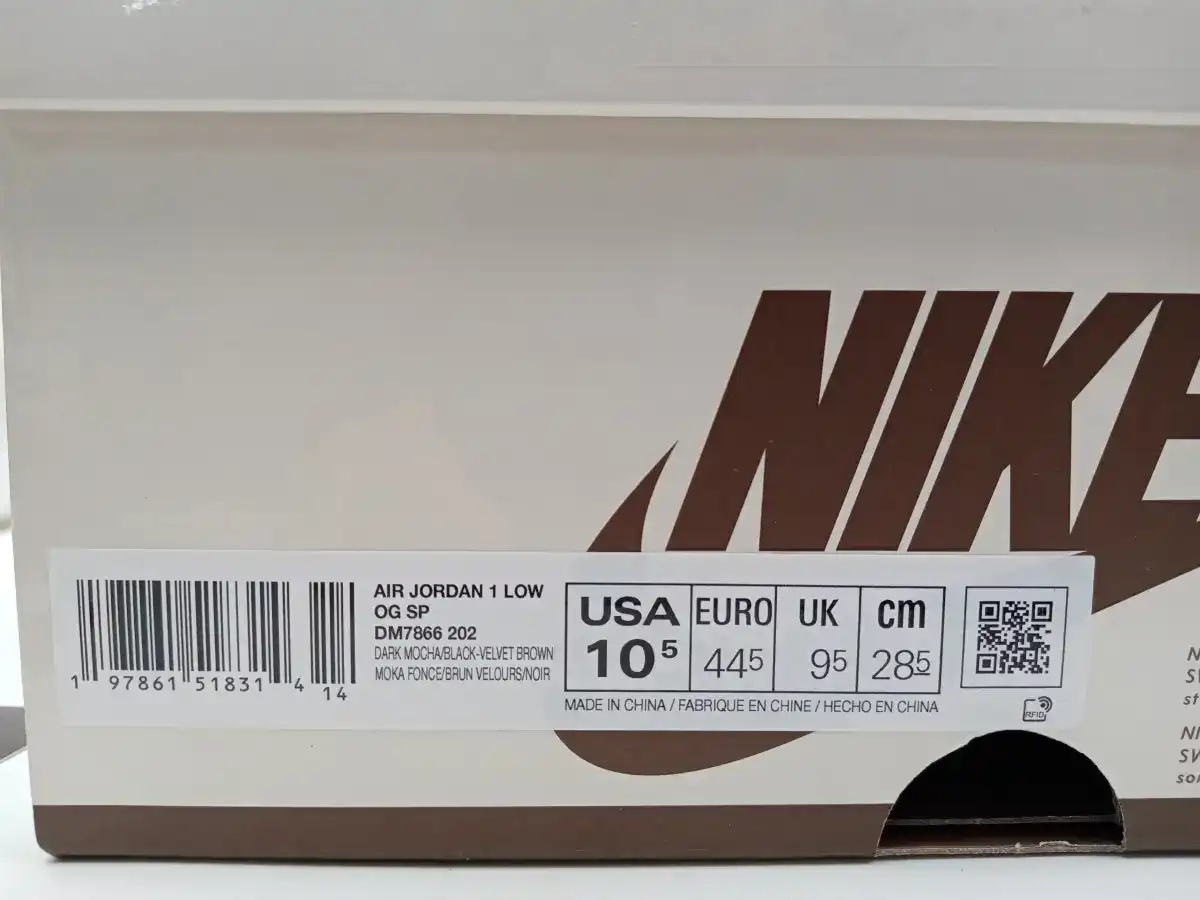 NIKE
AIR JORDAN 1 LOW
OG SP
DM7866 202
DARK MOCHA/BLACK-VELVET BROWN
MOKA FONCE/BRUN VELOURS/NOIR
1 97861 51831 4 14
USA EURO UK cm
10⁵ 44⁵ 9⁵ 28⁵
MADE IN CHINA / FABRIQUE EN CHINE / HECHO EN CHINA
RFID